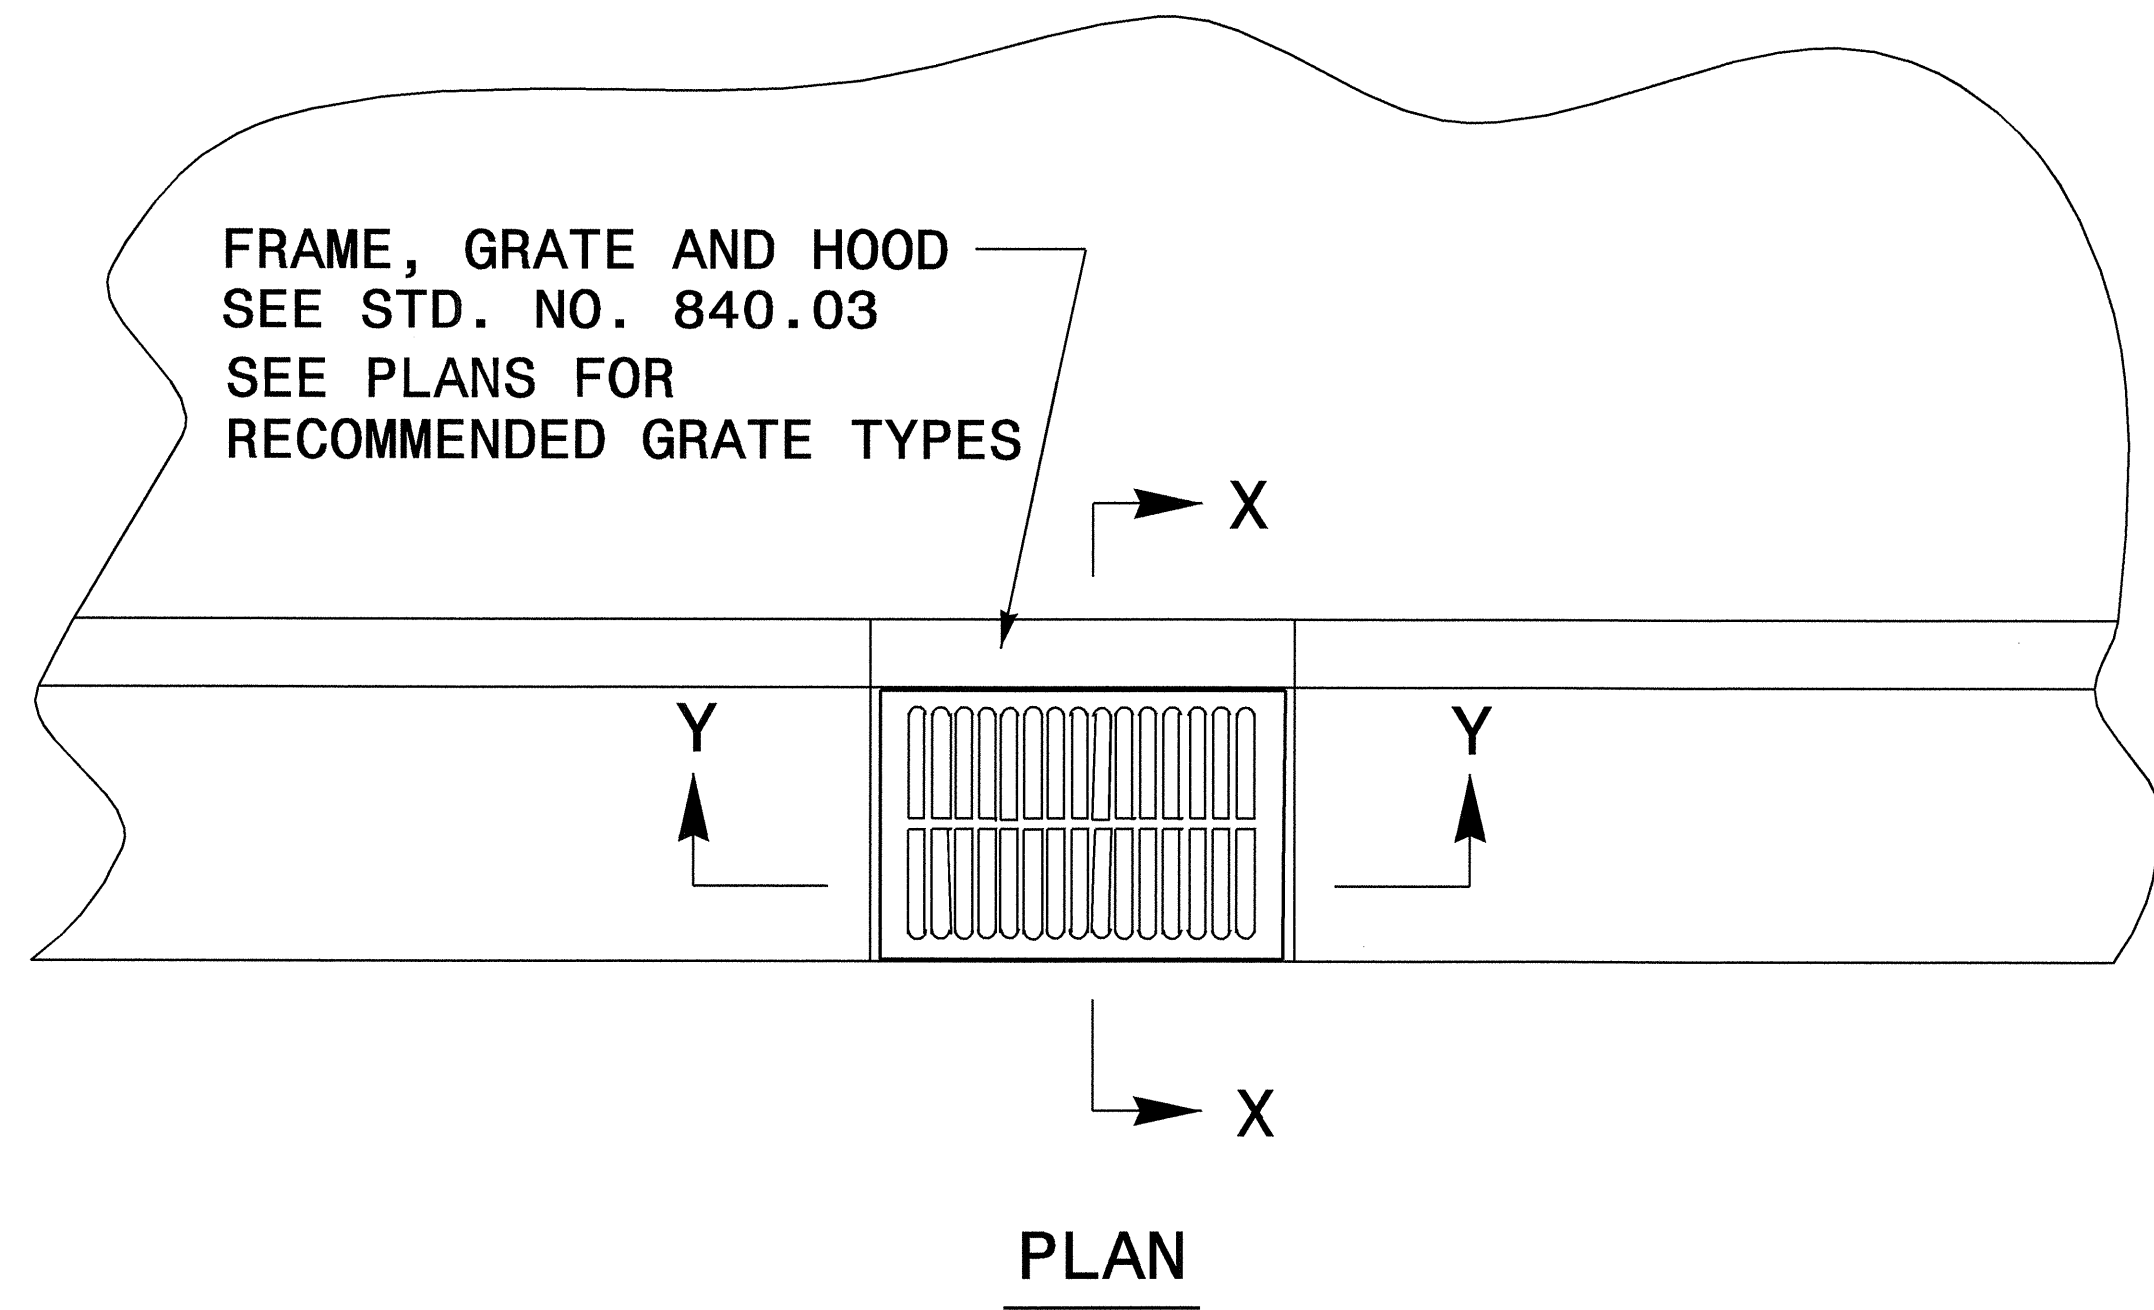 FRAME, GRATE AND HOOD
SEE STD. NO. 840.03
SEE PLANS FOR
RECOMMENDED GRATE TYPES
X
Y
Y
X
PLAN